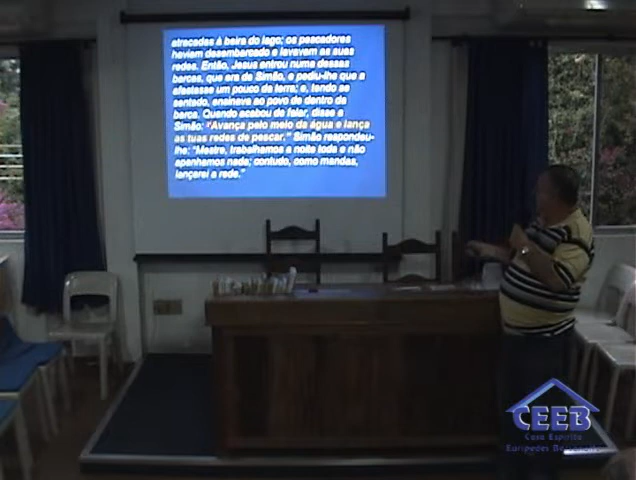 atracadas à beira do lago; os pescadores
haviam desembarcado e lavavam as suas
redes. Então, Jesus entrou numa dessas
barcas, que era de Simão, e pediu-lhe que a
afastasse um pouco da terra; e, tendo se
sentado, ensinava ao povo de dentro da
barca. Quando acabou de falar, disse a
Simão: "Avança pelo meio da água e lança
as tuas redes de pescar." Simão respondeu-
lhe: "Mestre, trabalhamos a noite toda e não
apanhamos nada; contudo, como mandas,
lançarei a rede."
CEEB
Casa Espírita
Eurípedes